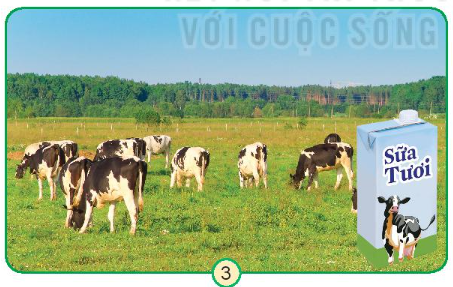 VỚI CUỘC SỐNG
Sữa
Tươi
3